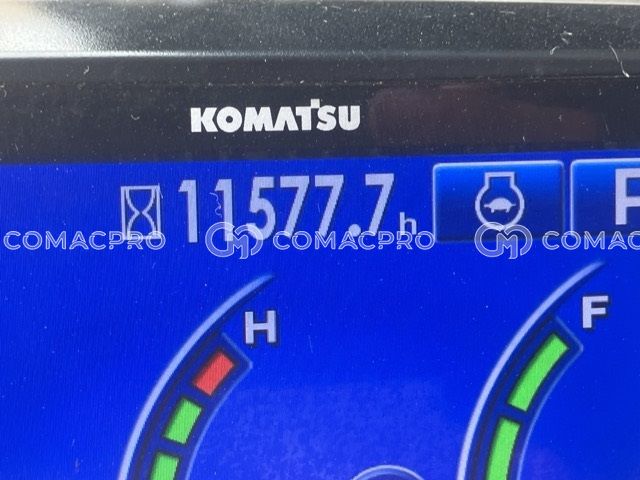 KOMATSU
11577.7h
P
COMACPRO COMACPRO COMACPRO
H
F